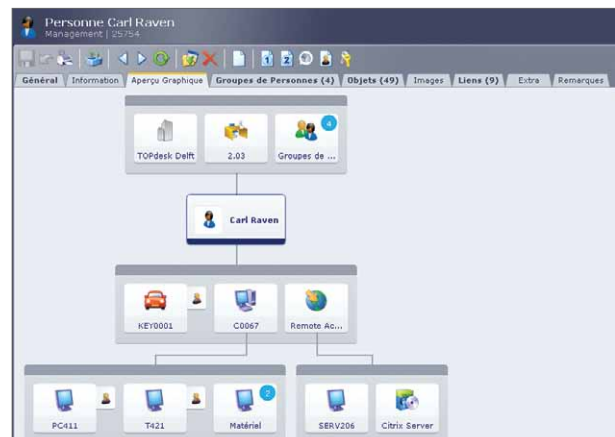 Personne Carl Raven
Management | 25754
Général Information Aperçu Graphique Groupes de Personnes (4) Objets (49) Images Liens (9) Extra Remarques
4
TOPdesk Delft 2.03 Groupes de ...
Carl Raven
KEY0001 C0067 Remote Ac...
2
PC411 T421 Matériel SERV206 Citrix Server